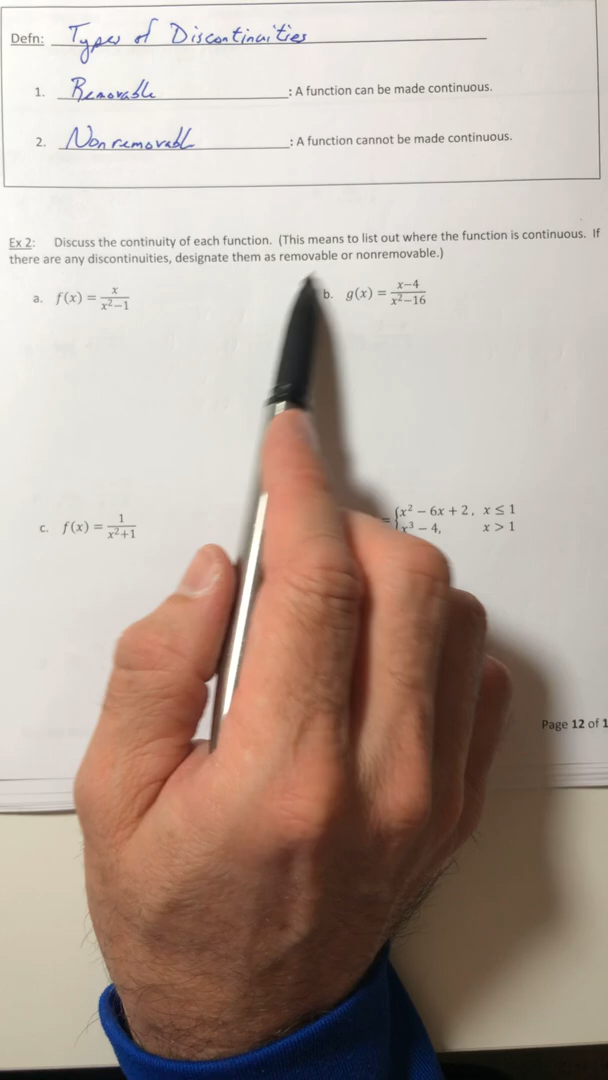 Defn: Types of Discontinuities
1. Removable : A function can be made continuous.
2. Nonremovabl : A function cannot be made continuous.
Ex 2: Discuss the continuity of each function. (This means to list out where the function is continuous. If
there are any discontinuities, designate them as removable or nonremovable.)
a. f(x) = x/(x²−1)
b. g(x) = (x−4)/(x²−16)
c. f(x) = 1/(x²+1)
= {x² − 6x + 2, x ≤ 1
x³ − 4, x > 1
Page 12 of 1